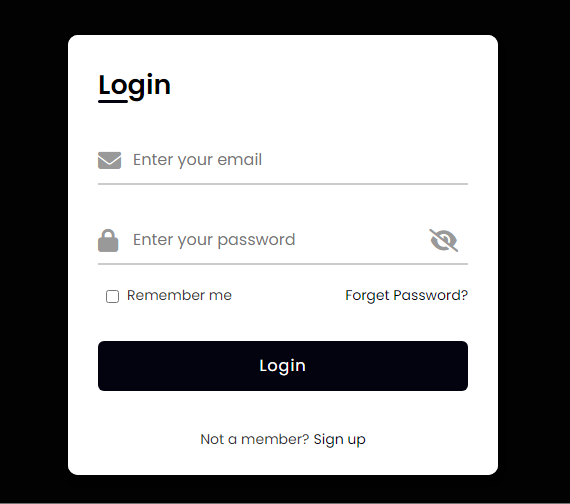 Login
Enter your email
Enter your password
Remember me Forget Password?
Login
Not a member? Sign up